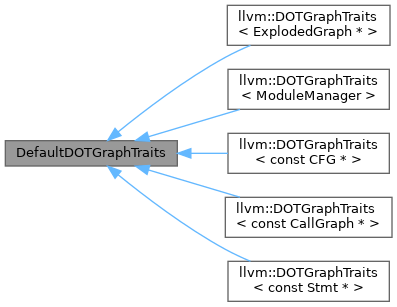 llvm::DOTGraphTraits
< ExplodedGraph * >
llvm::DOTGraphTraits
< ModuleManager >
DefaultDOTGraphTraits
llvm::DOTGraphTraits
< const CFG * >
llvm::DOTGraphTraits
< const CallGraph * >
llvm::DOTGraphTraits
< const Stmt * >